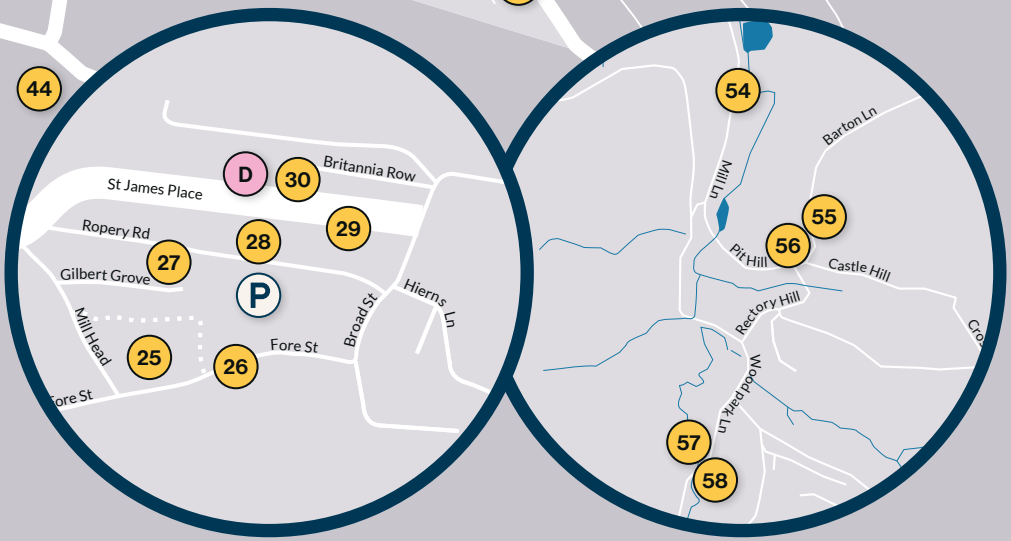 44
D
30
Britannia Row
St James Place
29
Ropery Rd
28
27
Gilbert Grove
P
Hierns Ln
Mill Head
Broad St
25
26
Fore St
Fore St
54
Barton Ln
Mill Ln
55
56
Pit Hill
Castle Hill
Rectory Hill
Wood park Ln
57
58